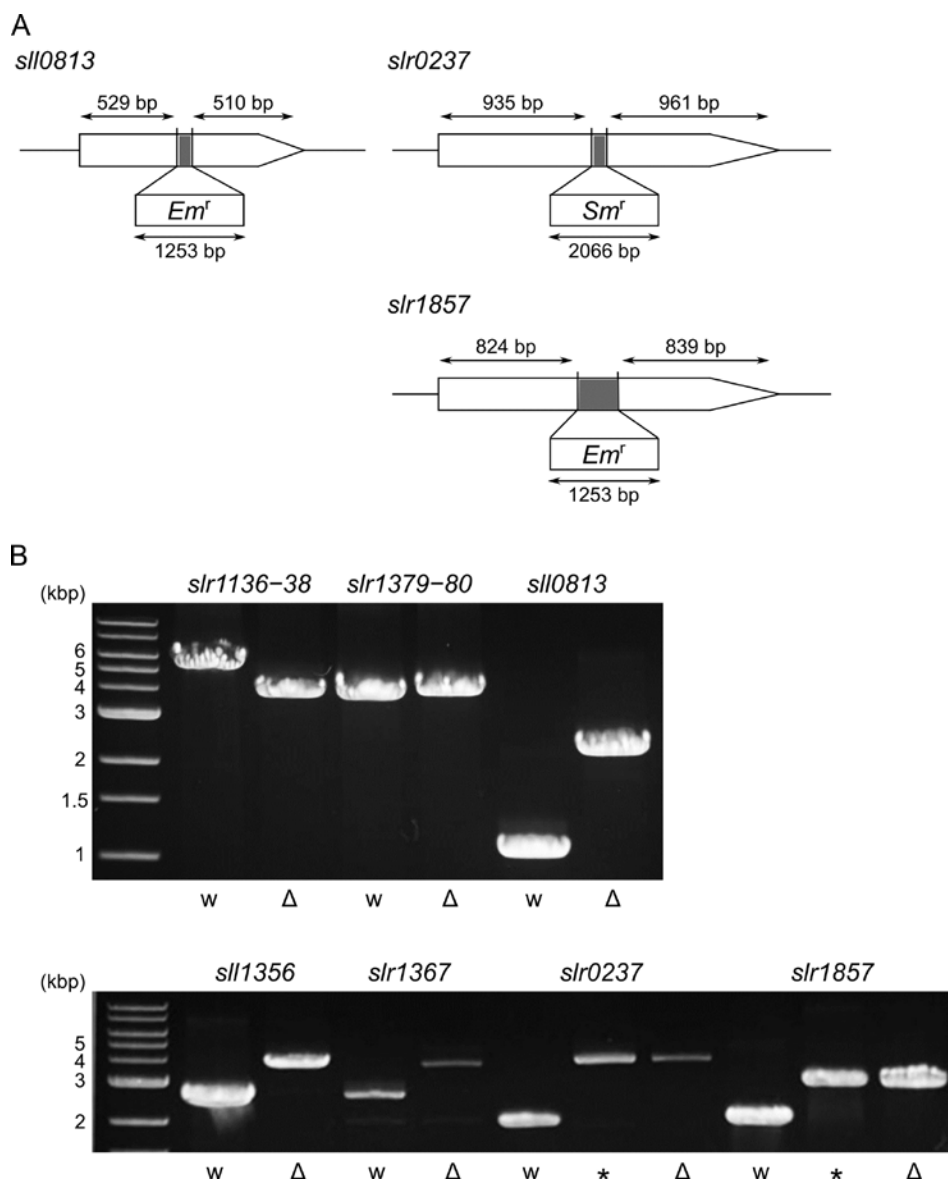 A
sll0813 slr0237
529 bp 510 bp 935 bp 961 bp
Emʳ Smʳ
1253 bp 2066 bp
slr1857
824 bp 839 bp
Emʳ
1253 bp
B
(kbp) slr1136−38 slr1379−80 sll0813
6
5
4
3
2
1.5
1
w Δ w Δ w Δ
(kbp) sll1356 slr1367 slr0237 slr1857
5
4
3
2
w Δ w Δ w * Δ w * Δ